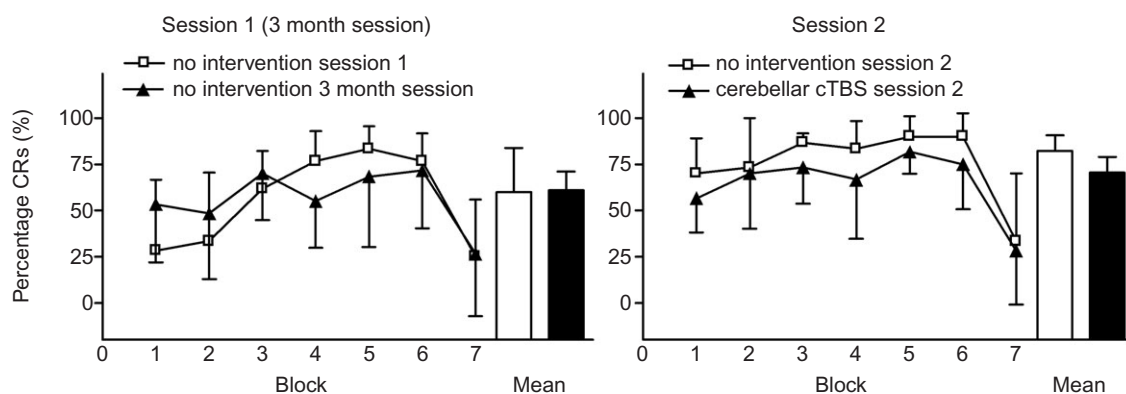 Session 1 (3 month session)
no intervention session 1
no intervention 3 month session
Percentage CRs (%)
100
75
50
25
0
0 1 2 3 4 5 6 7
Block Mean
Session 2
no intervention session 2
cerebellar cTBS session 2
100
75
50
25
0
0 1 2 3 4 5 6 7
Block Mean